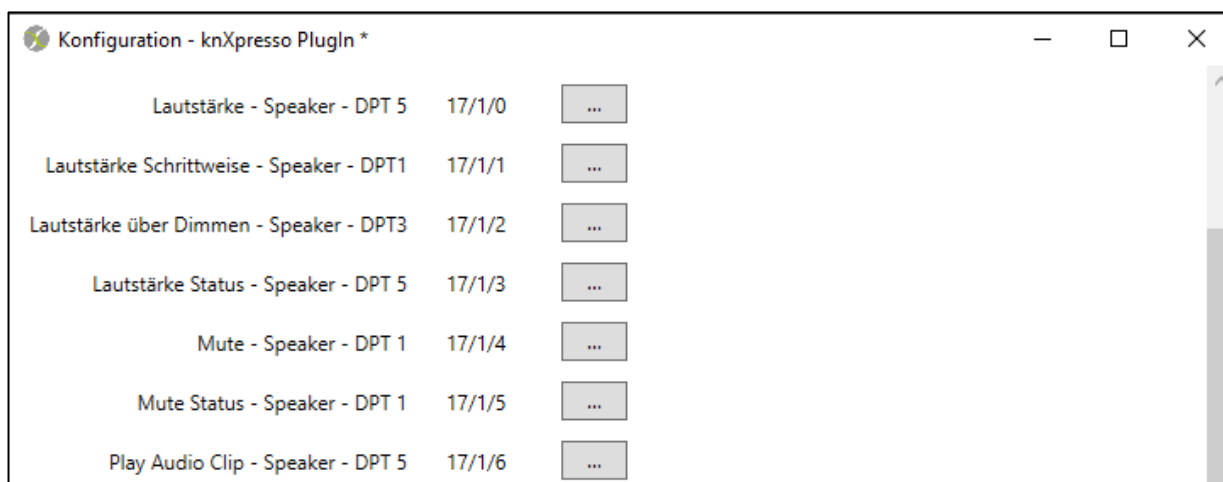 Konfiguration - knXpresso PlugIn *
Lautstärke - Speaker - DPT 5 17/1/0 ...
Lautstärke Schrittweise - Speaker - DPT1 17/1/1 ...
Lautstärke über Dimmen - Speaker - DPT3 17/1/2 ...
Lautstärke Status - Speaker - DPT 5 17/1/3 ...
Mute - Speaker - DPT 1 17/1/4 ...
Mute Status - Speaker - DPT 1 17/1/5 ...
Play Audio Clip - Speaker - DPT 5 17/1/6 ...